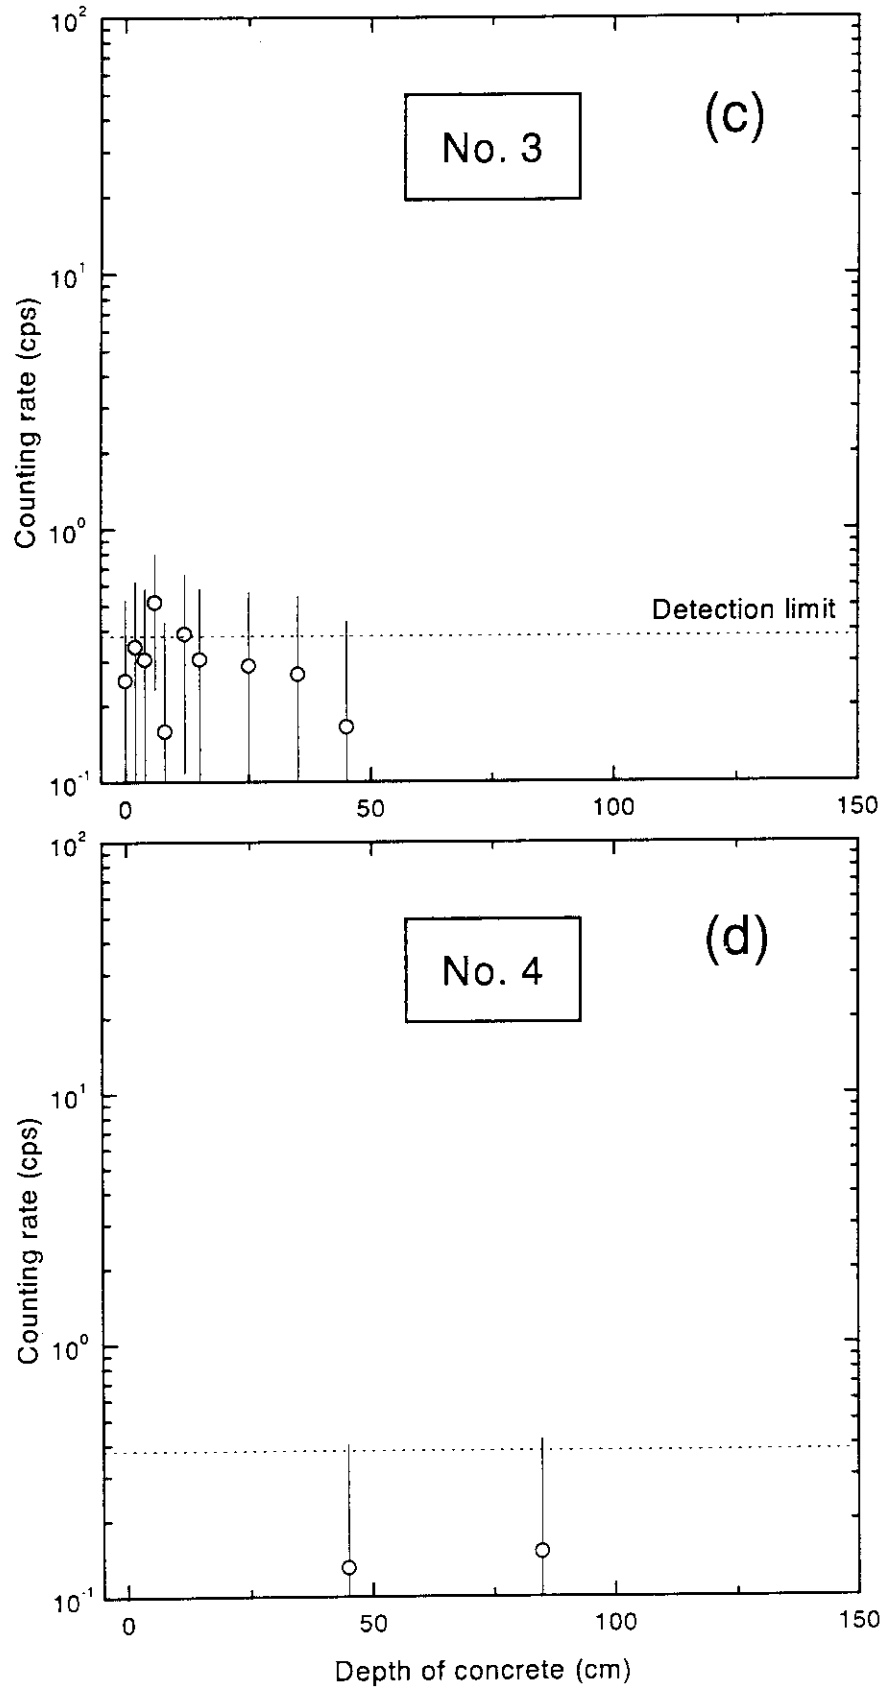 10²
(c)
No. 3
10¹
Counting rate (cps)
10⁰
Detection limit
10⁻¹
0 50 100 150
10²
(d)
No. 4
10¹
Counting rate (cps)
10⁰
10⁻¹
0 50 100 150
Depth of concrete (cm)